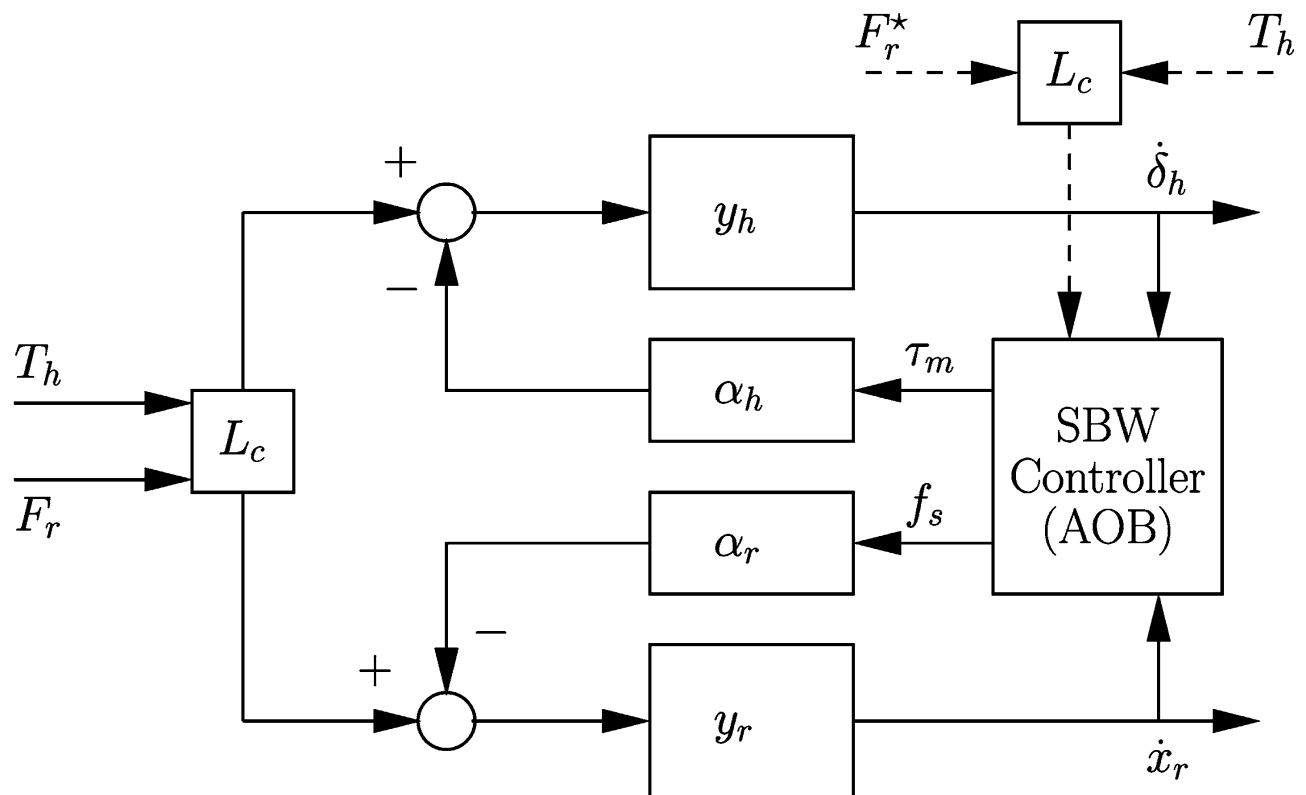 F_r^⋆
T_h
L_c
+
y_h
δ̇_h
−
T_h
α_h
τ_m
L_c
SBW
Controller
(AOB)
F_r
α_r
f_s
−
+
y_r
ẋ_r